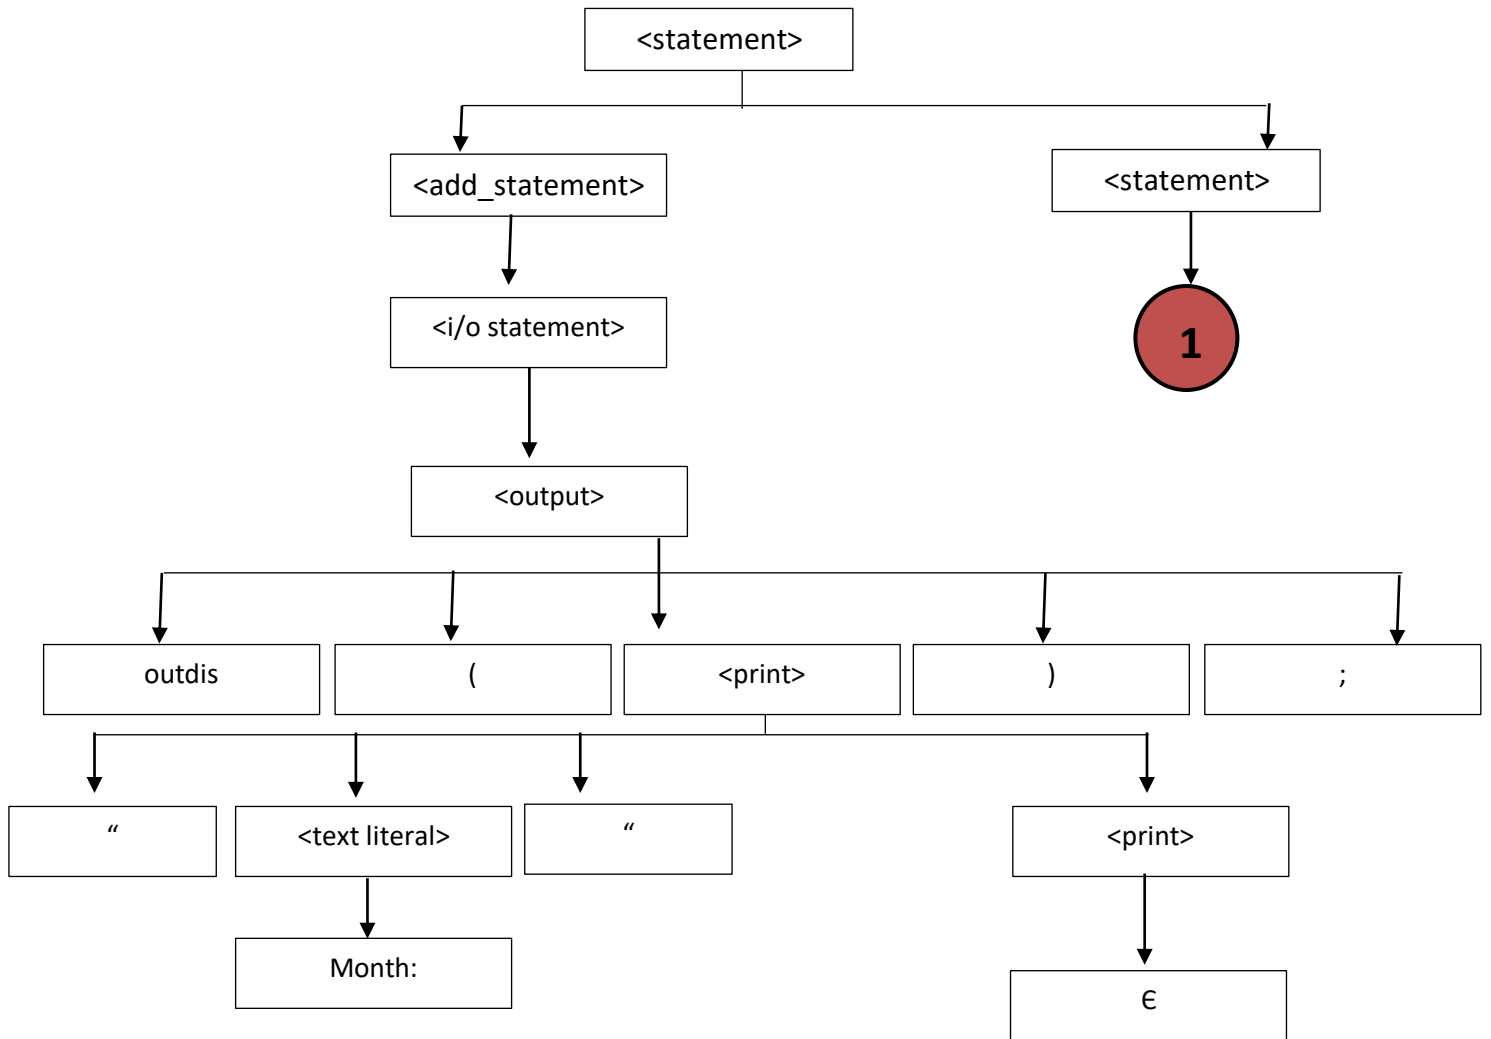 <statement>
<add_statement>
<statement>
<i/o statement>
1
<output>
outdis
(
<print>
)
;
“
<text literal>
“
<print>
Month:
Є